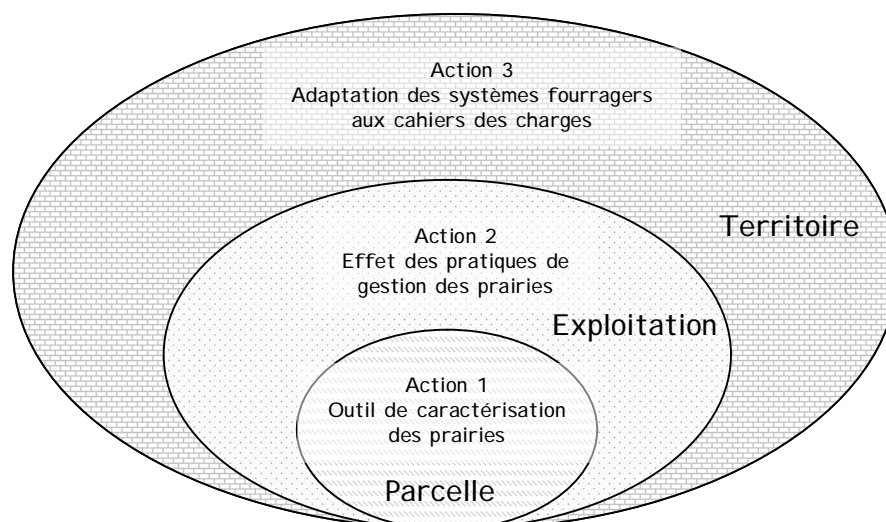 Action 3
Adaptation des systèmes fourragers
aux cahiers des charges
Territoire
Action 2
Effet des pratiques de
gestion des prairies
Exploitation
Action 1
Outil de caractérisation
des prairies
Parcelle